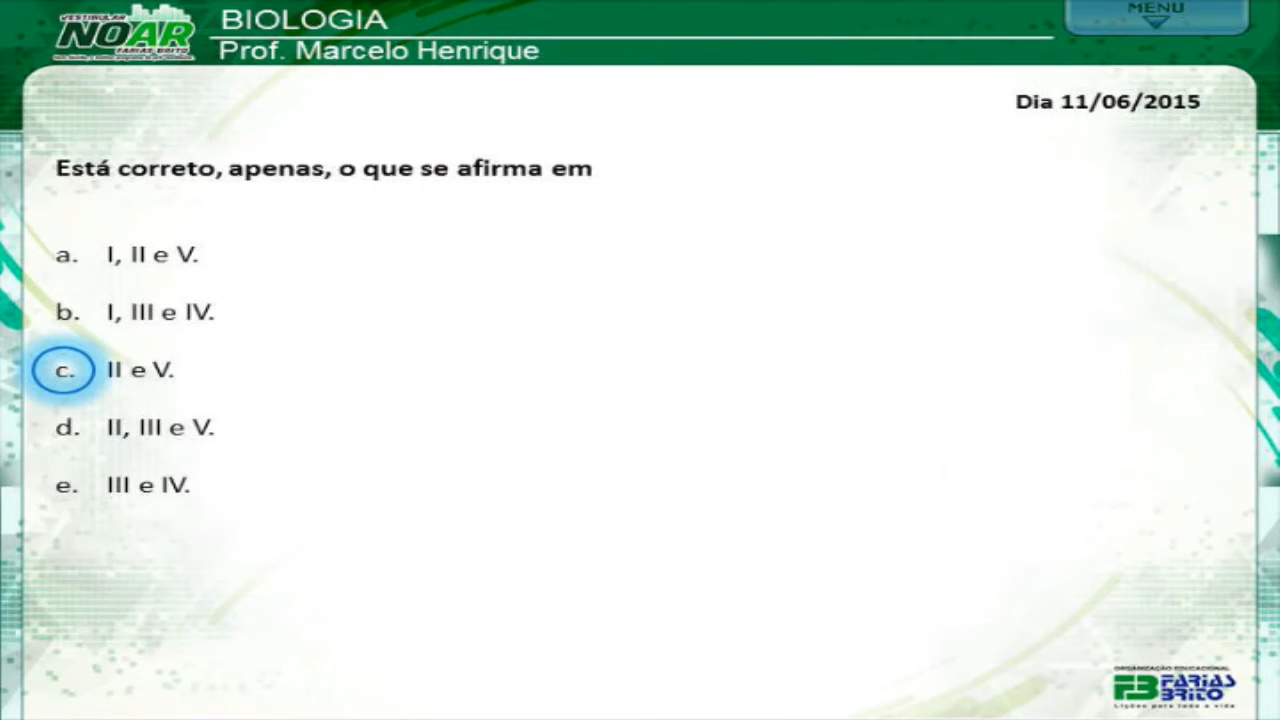 VESTIBULAR
NOAR
FARIAS BRITO
BIOLOGIA
Prof. Marcelo Henrique
MENU
Dia 11/06/2015
Está correto, apenas, o que se afirma em
a. I, II e V.
b. I, III e IV.
c. II e V.
d. II, III e V.
e. III e IV.
ORGANIZAÇÃO EDUCACIONAL
FB FARIAS
BRITO
Lições para toda a vida